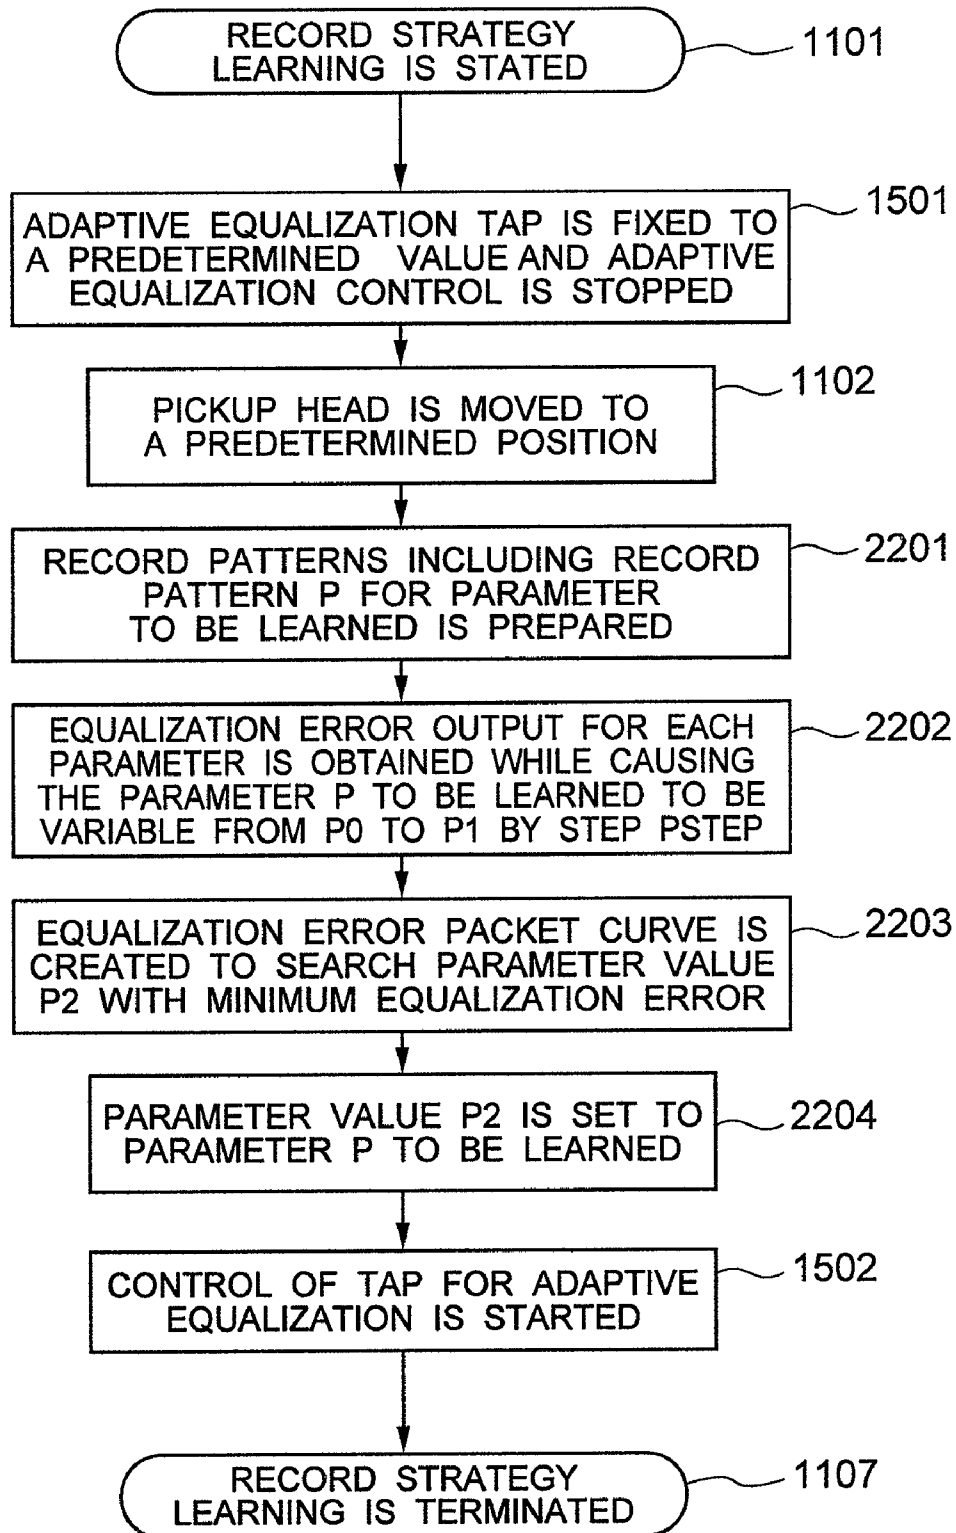 RECORD STRATEGY
LEARNING IS STATED
1101
ADAPTIVE EQUALIZATION TAP IS FIXED TO
A PREDETERMINED VALUE AND ADAPTIVE
EQUALIZATION CONTROL IS STOPPED
1501
PICKUP HEAD IS MOVED TO
A PREDETERMINED POSITION
1102
RECORD PATTERNS INCLUDING RECORD
PATTERN P FOR PARAMETER
TO BE LEARNED IS PREPARED
2201
EQUALIZATION ERROR OUTPUT FOR EACH
PARAMETER IS OBTAINED WHILE CAUSING
THE PARAMETER P TO BE LEARNED TO BE
VARIABLE FROM P0 TO P1 BY STEP PSTEP
2202
EQUALIZATION ERROR PACKET CURVE IS
CREATED TO SEARCH PARAMETER VALUE
P2 WITH MINIMUM EQUALIZATION ERROR
2203
PARAMETER VALUE P2 IS SET TO
PARAMETER P TO BE LEARNED
2204
CONTROL OF TAP FOR ADAPTIVE
EQUALIZATION IS STARTED
1502
RECORD STRATEGY
LEARNING IS TERMINATED
1107